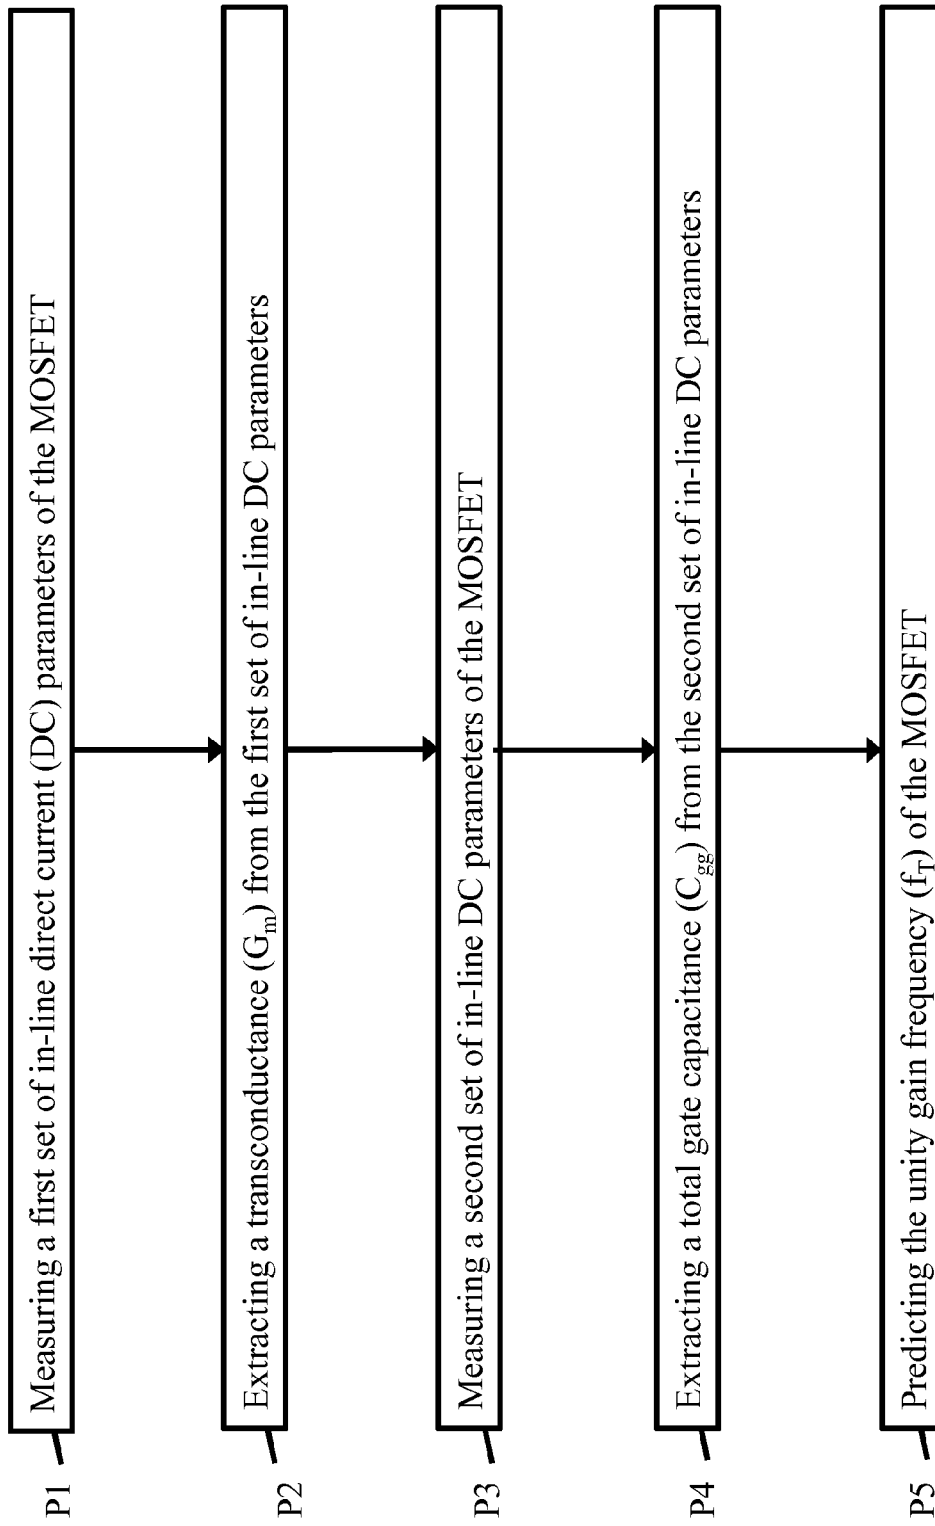 P1
Measuring a first set of in-line direct current (DC) parameters of the MOSFET
P2
Extracting a transconductance (Gm) from the first set of in-line DC parameters
P3
Measuring a second set of in-line DC parameters of the MOSFET
P4
Extracting a total gate capacitance (Cgg) from the second set of in-line DC parameters
P5
Predicting the unity gain frequency (fT) of the MOSFET